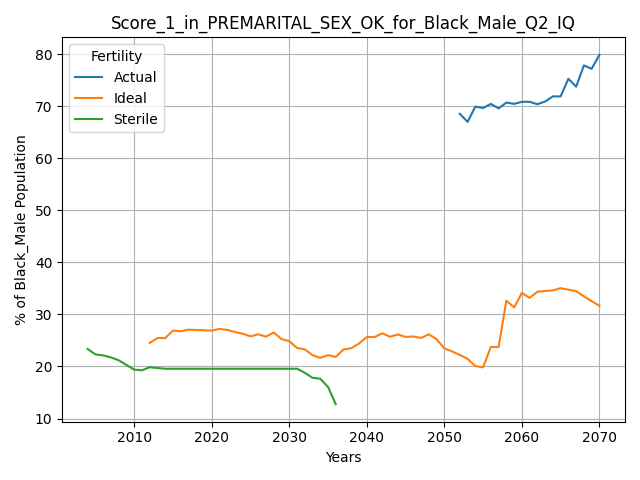 Score_1_in_PREMARITAL_SEX_OK_for_Black_Male_Q2_IQ
Fertility
Actual
Ideal
Sterile
% of Black_Male Population
80
70
60
50
40
30
20
10
2010 2020 2030 2040 2050 2060 2070
Years